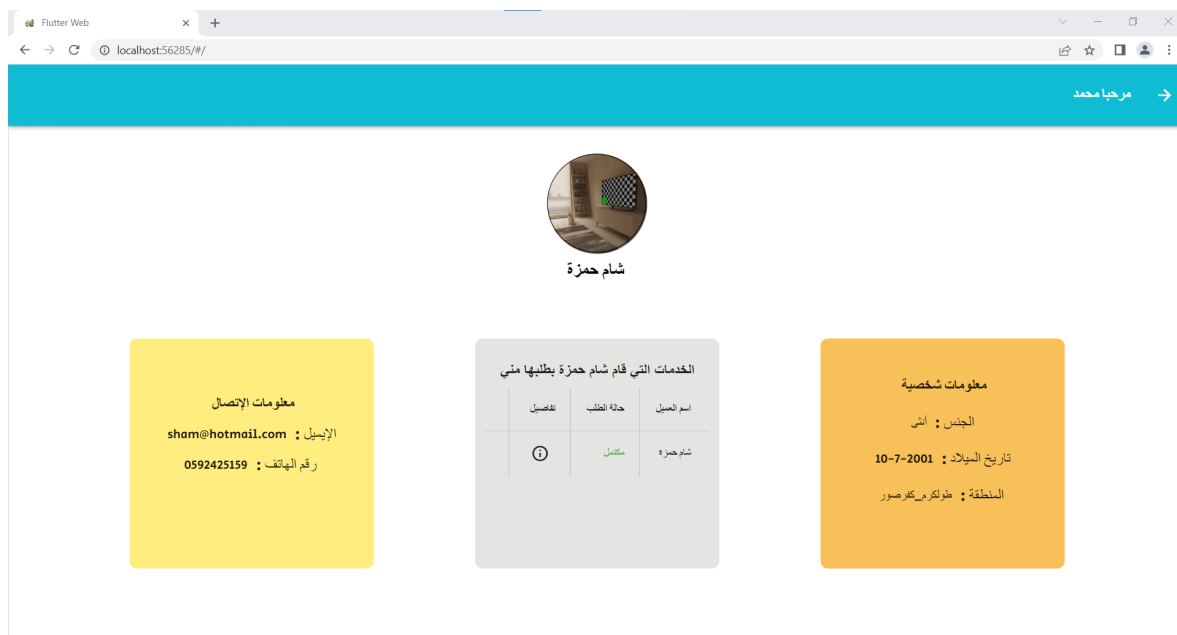 Flutter Web
localhost:56285/#/
مرحبا محمد
شام حمزة
معلومات شخصية
الجنس : أنثى
تاريخ الميلاد : 2001-7-10
المنطقة : طولكرم_كفرصور
الخدمات التي قام شام حمزة بطلبها مني
اسم العميل حالة الطلب تفاصيل
شام حمزه مكتمل
معلومات الإتصال
الإيميل : sham@hotmail.com
رقم الهاتف : 0592425159